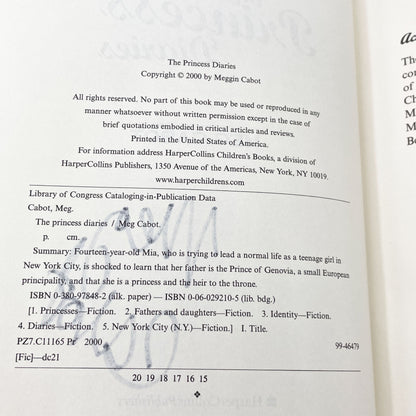 The Princess Diaries
Copyright © 2000 by Meggin Cabot
All rights reserved. No part of this book may be used or reproduced in any
manner whatsoever without written permission except in the case of
brief quotations embodied in critical articles and reviews.
Printed in the United States of America.
For information address HarperCollins Children's Books, a division of
HarperCollins Publishers, 1350 Avenue of the Americas, New York, NY 10019.
www.harperchildrens.com
Library of Congress Cataloging-in-Publication Data
Cabot, Meg.
The princess diaries / Meg Cabot.
p. cm.
Summary: Fourteen-year-old Mia, who is trying to lead a normal life as a teenage girl in
New York City, is shocked to learn that her father is the Prince of Genovia, a small European
principality, and that she is a princess and the heir to the throne.
ISBN 0-380-97848-2 (alk. paper) — ISBN 0-06-029210-5 (lib. bdg.)
[1. Princesses—Fiction. 2. Fathers and daughters—Fiction. 3. Identity—Fiction.
4. Diaries—Fiction. 5. New York City (N.Y.)—Fiction.] I. Title.
PZ7.C11165 Pr 2000 99-46479
[Fic]—dc21
20 19 18 17 16 15